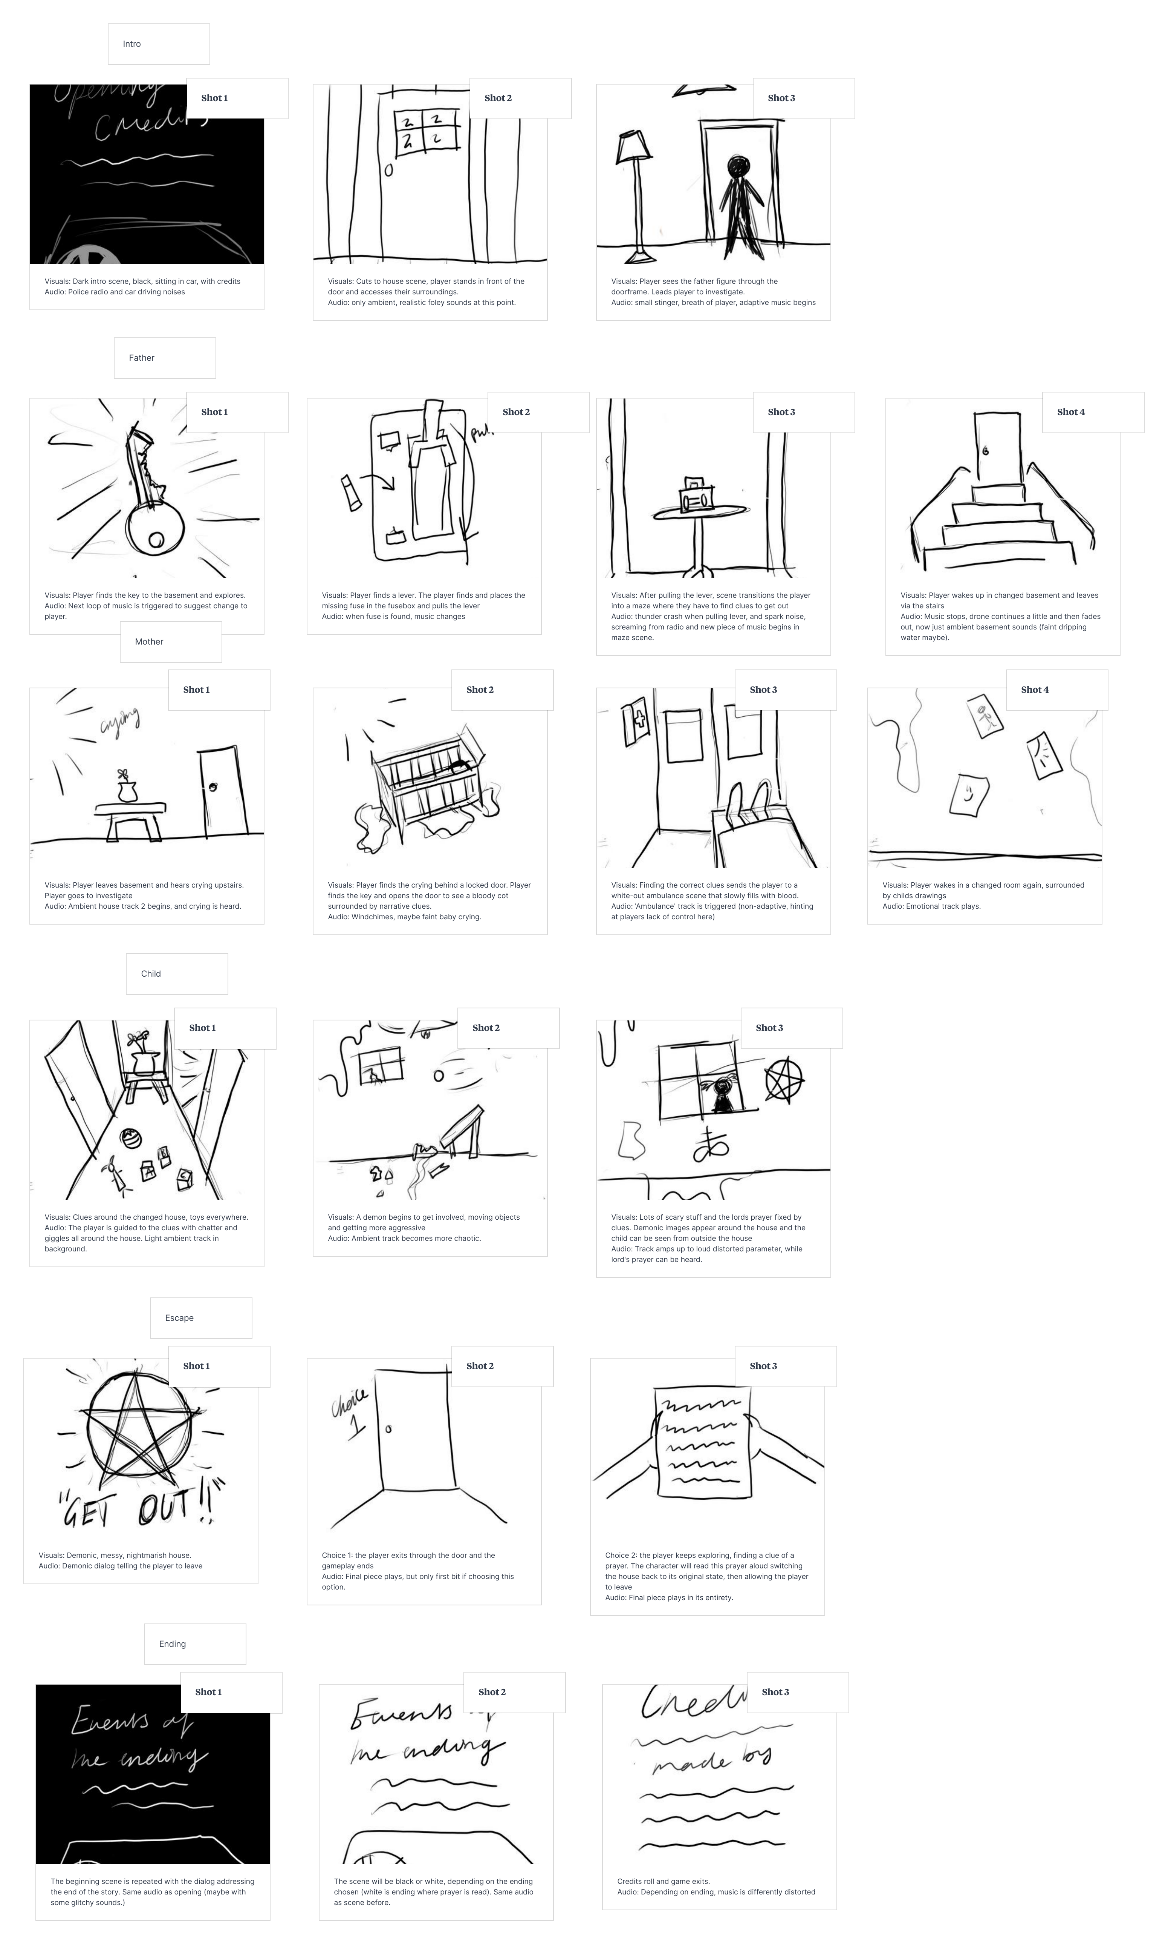 Intro
Shot 1
Opening
Credits
Visuals: Dark intro scene, black, sitting in car, with credits
Audio: Police radio and car driving noises
Shot 2
Visuals: Cuts to house scene, player stands in front of the
door and accesses their surroundings.
Audio: only ambient, realistic foley sounds at this point.
Shot 3
Visuals: Player sees the father figure through the
doorframe. Leads player to investigate.
Audio: small stinger, breath of player, adaptive music begins
Father
Shot 1
Visuals: Player finds the key to the basement and explores.
Audio: Next loop of music is triggered to suggest change to
player.
Shot 2
Visuals: Player finds a lever. The player finds and places the
missing fuse in the fusebox and pulls the lever
Audio: when fuse is found, music changes
Shot 3
Visuals: After pulling the lever, scene transitions the player
into a maze where they have to find clues to get out
Audio: thunder crash when pulling lever, and spark noise,
screaming from radio and new piece of music begins in
maze scene.
Shot 4
Visuals: Player wakes up in changed basement and leaves
via the stairs
Audio: Music stops, drone continues a little and then fades
out, now just ambient basement sounds (faint dripping
water maybe).
Mother
Shot 1
crying
Visuals: Player leaves basement and hears crying upstairs.
Player goes to investigate
Audio: Ambient house track 2 begins, and crying is heard.
Shot 2
Visuals: Player finds the crying behind a locked door. Player
finds the key and opens the door to see a bloody cot
surrounded by narrative clues.
Audio: Windchimes, maybe faint baby crying.
Shot 3
Visuals: Finding the correct clues sends the player to a
white-out ambulance scene that slowly fills with blood.
Audio: 'Ambulance' track is triggered (non-adaptive, hinting
at players lack of control here)
Shot 4
Visuals: Player wakes in a changed room again, surrounded
by childs drawings
Audio: Emotional track plays.
Child
Shot 1
Visuals: Clues around the changed house, toys everywhere.
Audio: The player is guided to the clues with chatter and
giggles all around the house. Light ambient track in
background.
Shot 2
Visuals: A demon begins to get involved, moving objects
and getting more aggressive
Audio: Ambient track becomes more chaotic.
Shot 3
Visuals: Lots of scary stuff and the lords prayer fixed by
clues. Demonic images appear around the house and the
child can be seen from outside the house
Audio: Track amps up to loud distorted parameter, while
lord's prayer can be heard.
Escape
Shot 1
"GET OUT!!"
Visuals: Demonic, messy, nightmarish house.
Audio: Demonic dialog telling the player to leave
Shot 2
Choice
1
Choice 1: the player exits through the door and the
gameplay ends
Audio: Final piece plays, but only first bit if choosing this
option.
Shot 3
Choice 2: the player keeps exploring, finding a clue of a
prayer. The character will read this prayer aloud switching
the house back to its original state, then allowing the player
to leave
Audio: Final piece plays in its entirety.
Ending
Shot 1
Events of
the ending
The beginning scene is repeated with the dialog addressing
the end of the story. Same audio as opening (maybe with
some glitchy sounds.)
Shot 2
Events of
the ending
The scene will be black or white, depending on the ending
chosen (white is ending where prayer is read). Same audio
as scene before.
Shot 3
made by
Credits roll and game exits.
Audio: Depending on ending, music is differently distorted